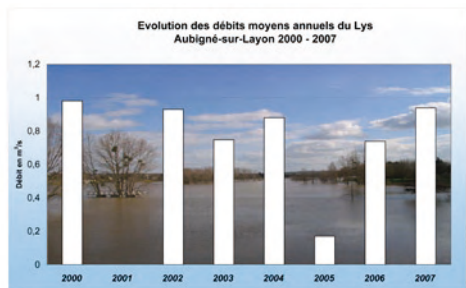 Evolution des débits moyens annuels du Lys
Aubigné-sur-Layon 2000 - 2007
Débit en m³/s
1,2
1
0,8
0,6
0,4
0,2
0
2000 2001 2002 2003 2004 2005 2006 2007